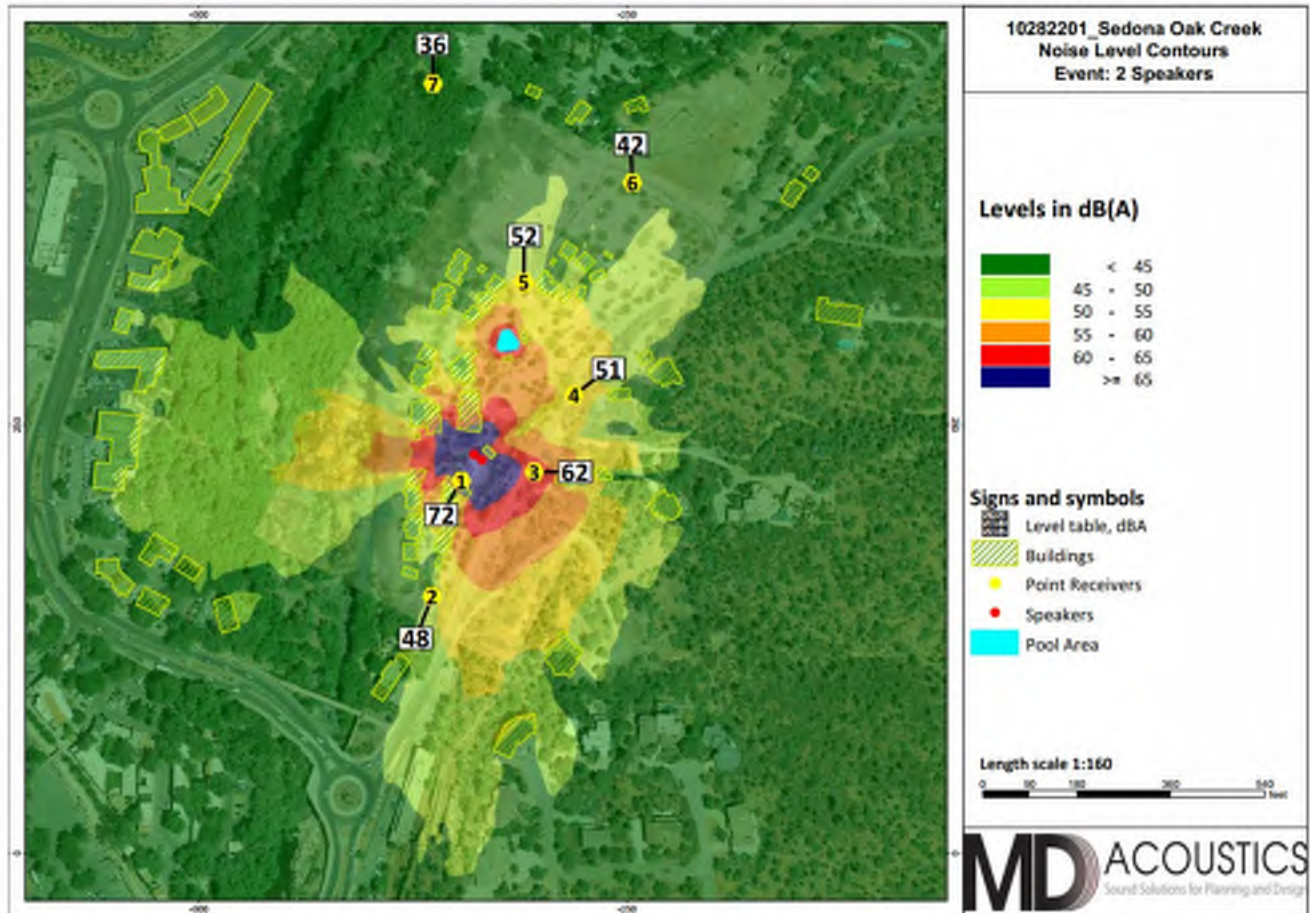 10282201_Sedona Oak Creek
Noise Level Contours
Event: 2 Speakers
Levels in dB(A)
< 45
45 - 50
50 - 55
55 - 60
60 - 65
>= 65
Signs and symbols
Level table, dBA
Buildings
Point Receivers
Speakers
Pool Area
Length scale 1:160
feet
MD ACOUSTICS
Sound Solutions for Planning and Design
36
7
42
6
52
5
51
4
3 62
1
72
2
48